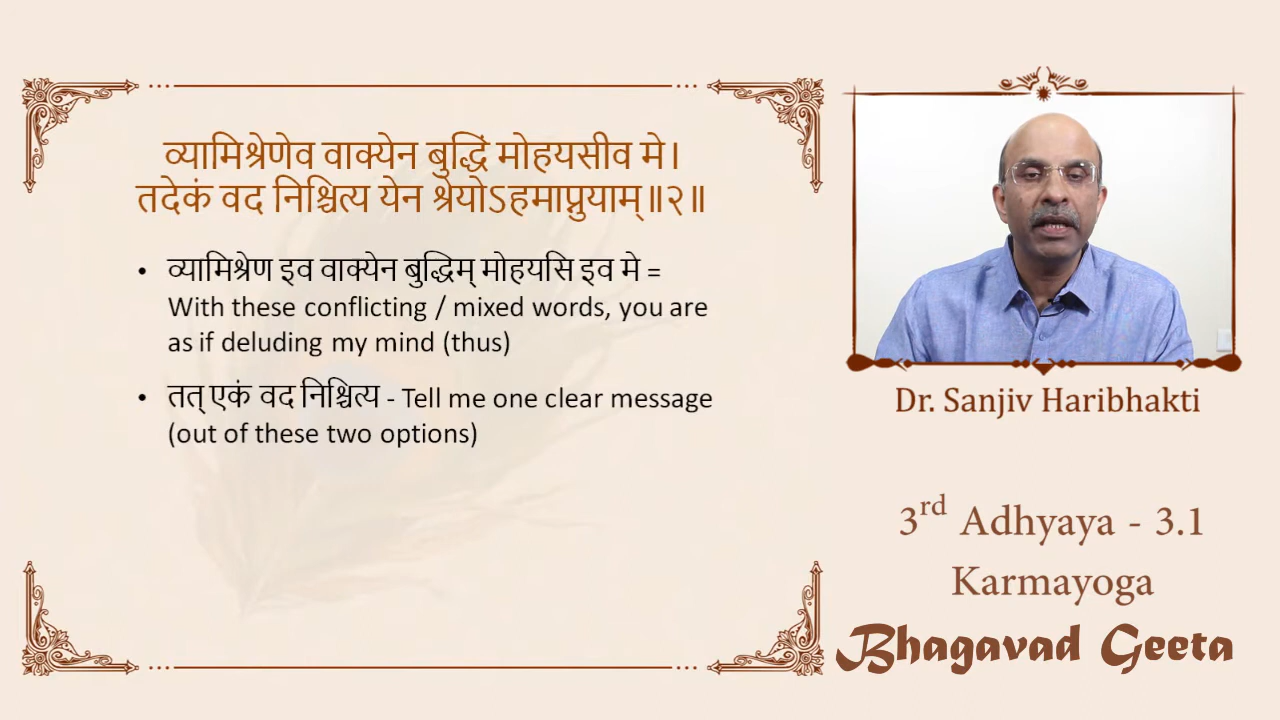 व्यामिश्रेणेव वाक्येन बुद्धिं मोहयसीव मे।
तदेकं वद निश्चित्य येन श्रेयोऽहमाप्नुयाम्॥२॥
• व्यामिश्रेण इव वाक्येन बुद्धिम् मोहयसि इव मे =
With these conflicting / mixed words, you are
as if deluding my mind (thus)
• तत् एकं वद निश्चित्य - Tell me one clear message
(out of these two options)
Dr. Sanjiv Haribhakti
3rd Adhyaya - 3.1
Karmayoga
Bhagavad Geeta